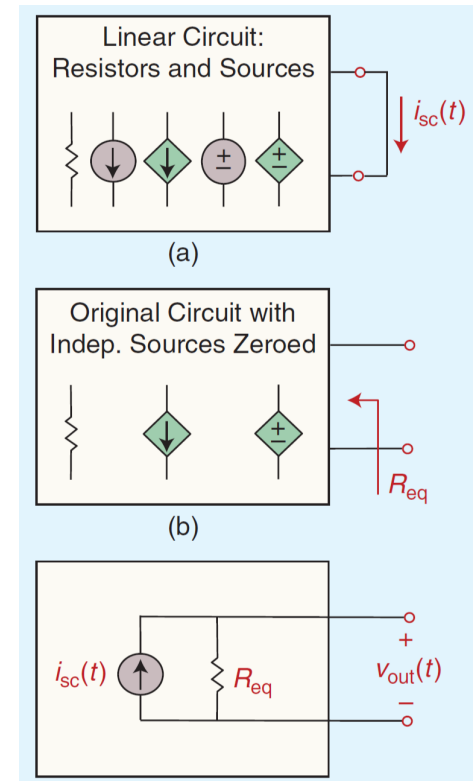 Linear Circuit:
Resistors and Sources
isc(t)
(a)
Original Circuit with
Indep. Sources Zeroed
Req
(b)
isc(t)
Req
+
vout(t)
−